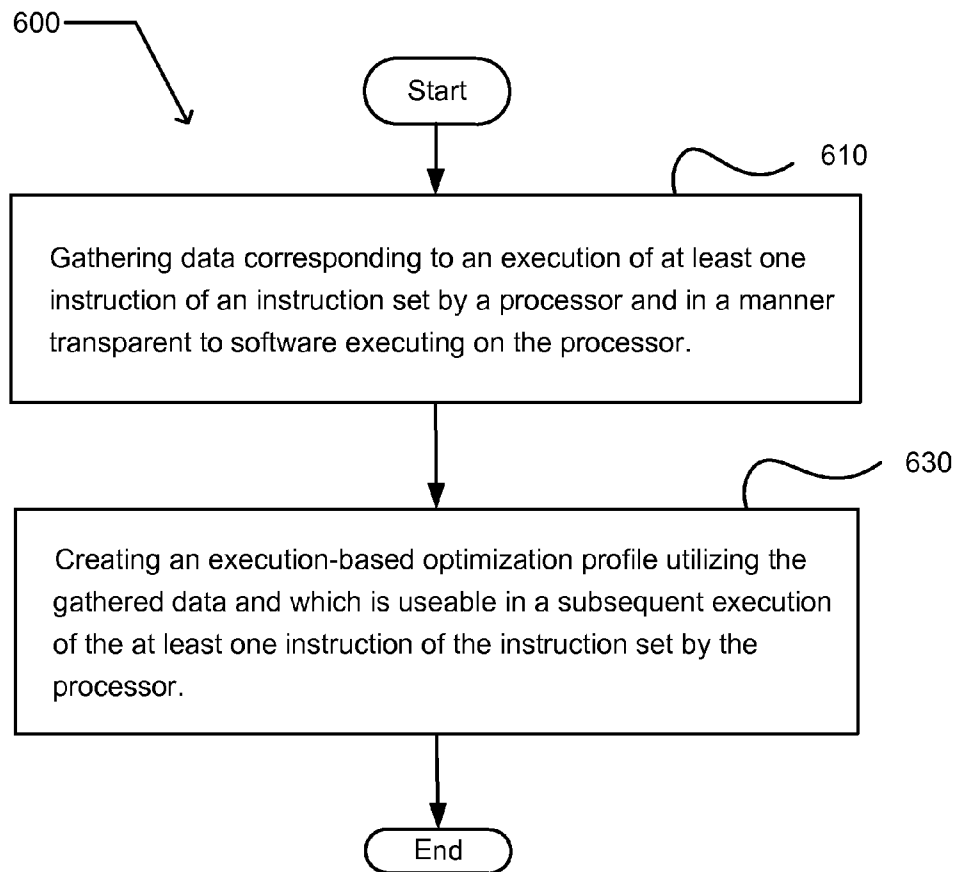 600
Start
610
Gathering data corresponding to an execution of at least one
instruction of an instruction set by a processor and in a manner
transparent to software executing on the processor.
630
Creating an execution-based optimization profile utilizing the
gathered data and which is useable in a subsequent execution
of the at least one instruction of the instruction set by the
processor.
End